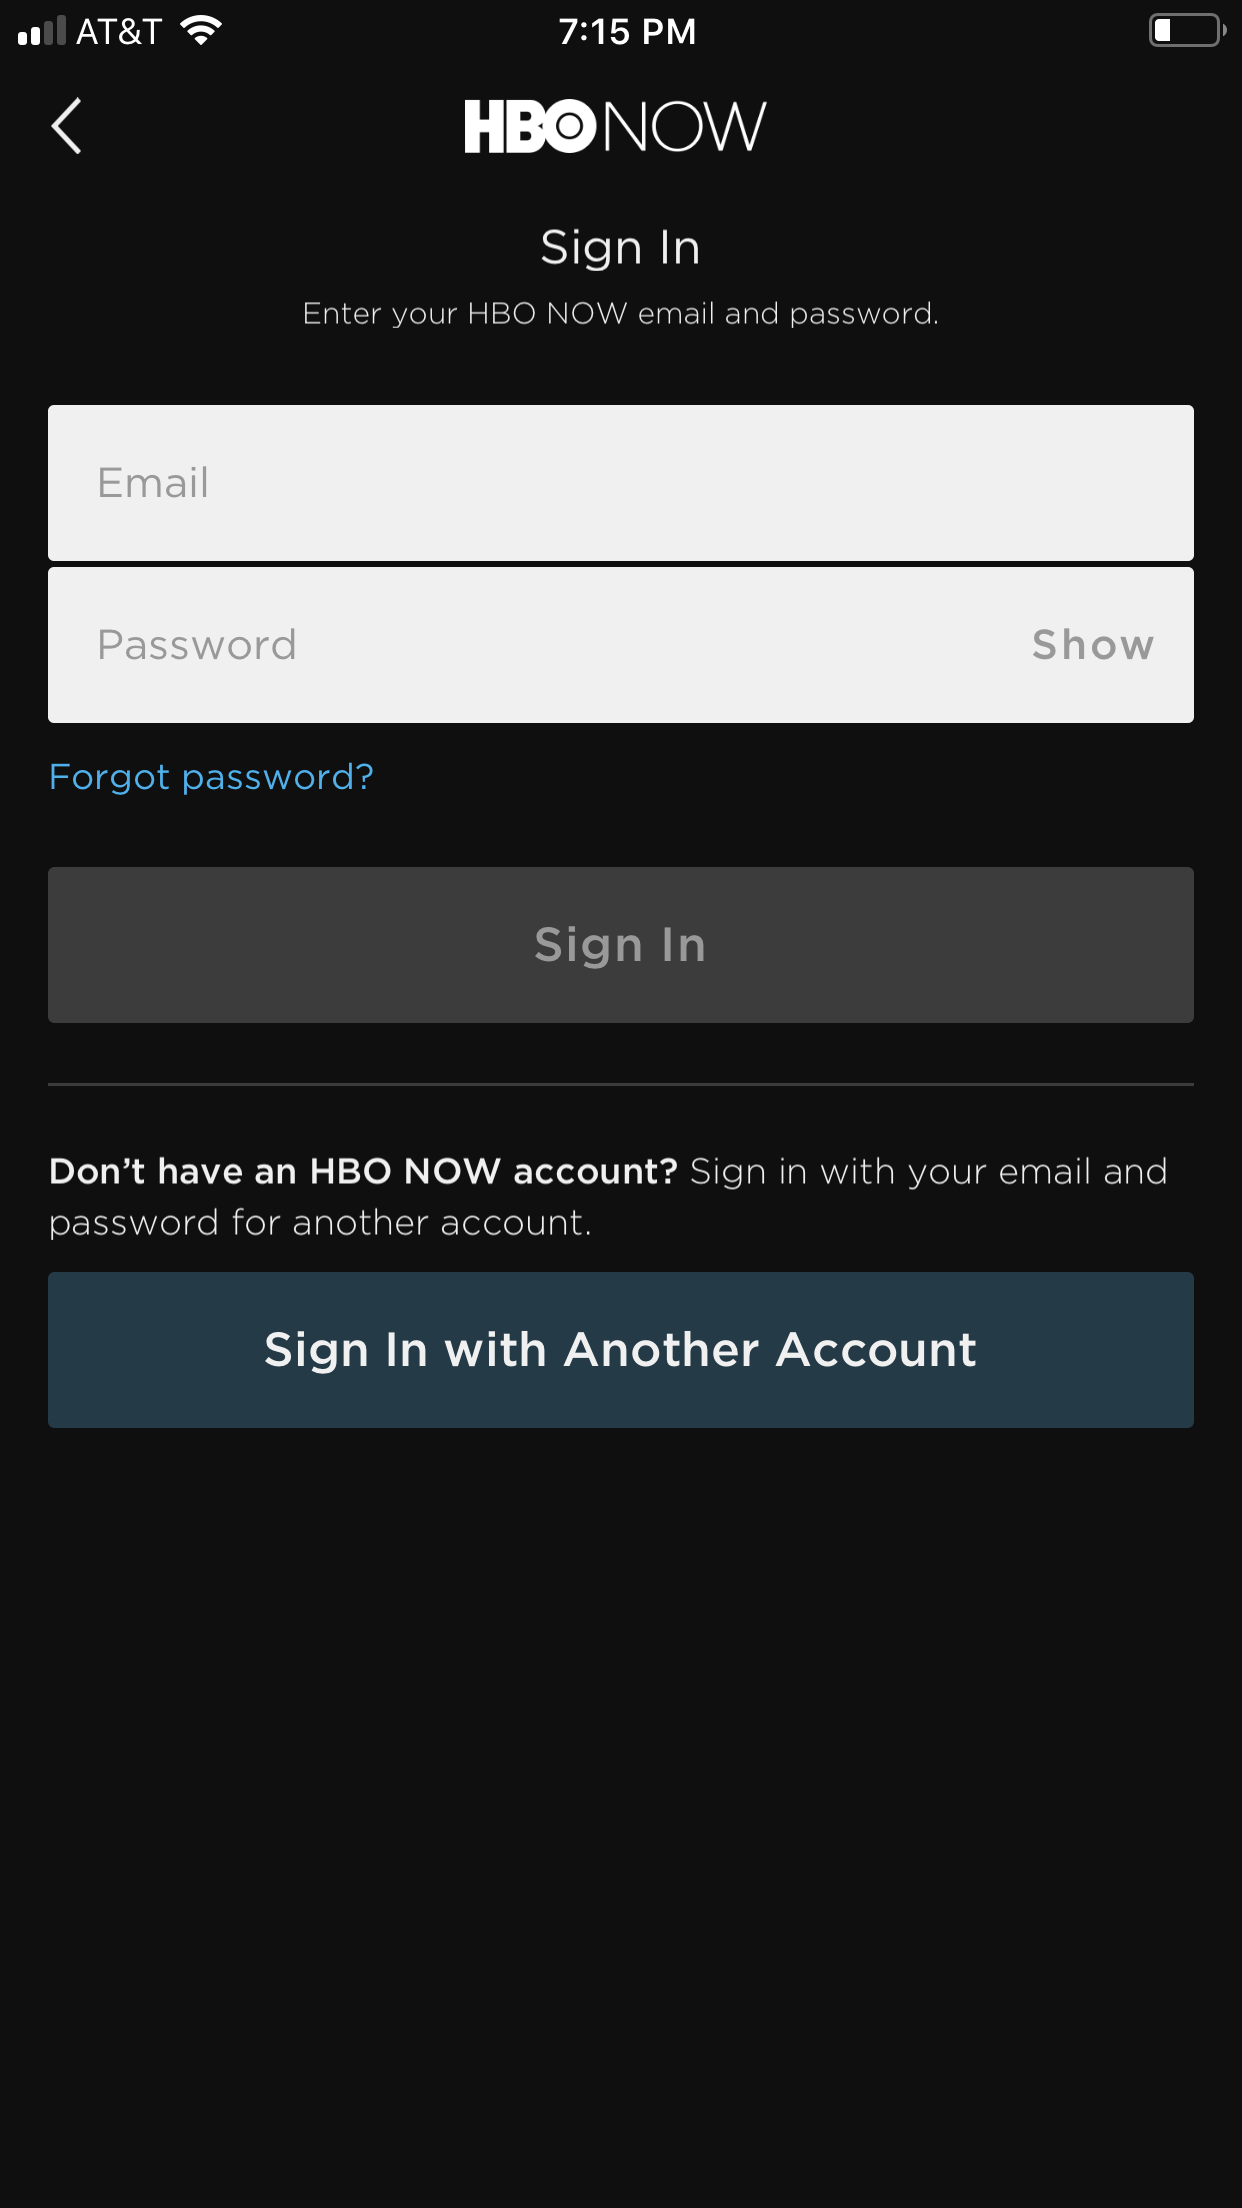 AT&T 7:15 PM
HBO NOW
Sign In
Enter your HBO NOW email and password.
Email
Password Show
Forgot password?
Sign In
Don’t have an HBO NOW account? Sign in with your email and
password for another account.
Sign In with Another Account